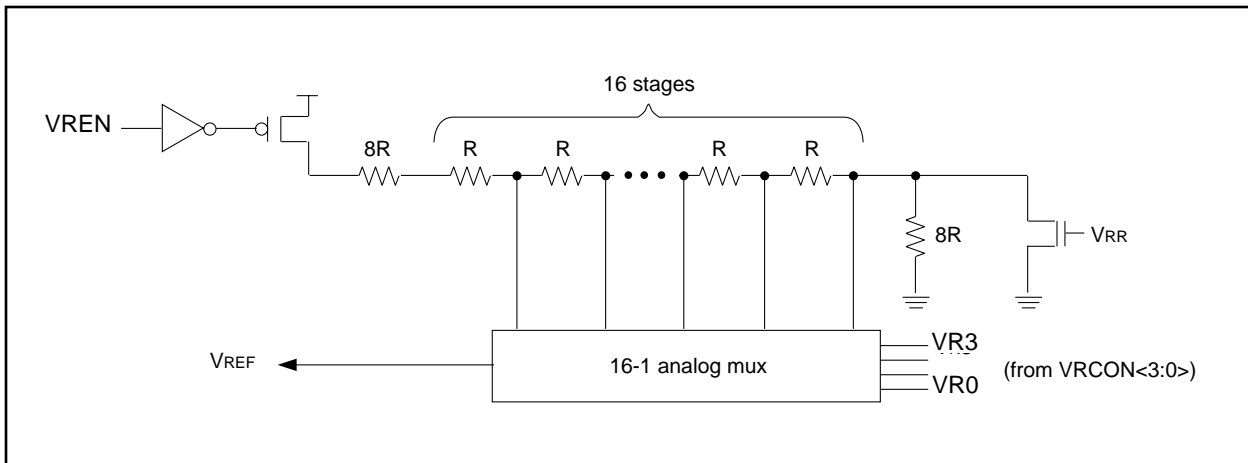 16 stages
VREN
8R R R R R
8R
VRR
VREF
16-1 analog mux
VR3
(from VRCON<3:0>)
VR0